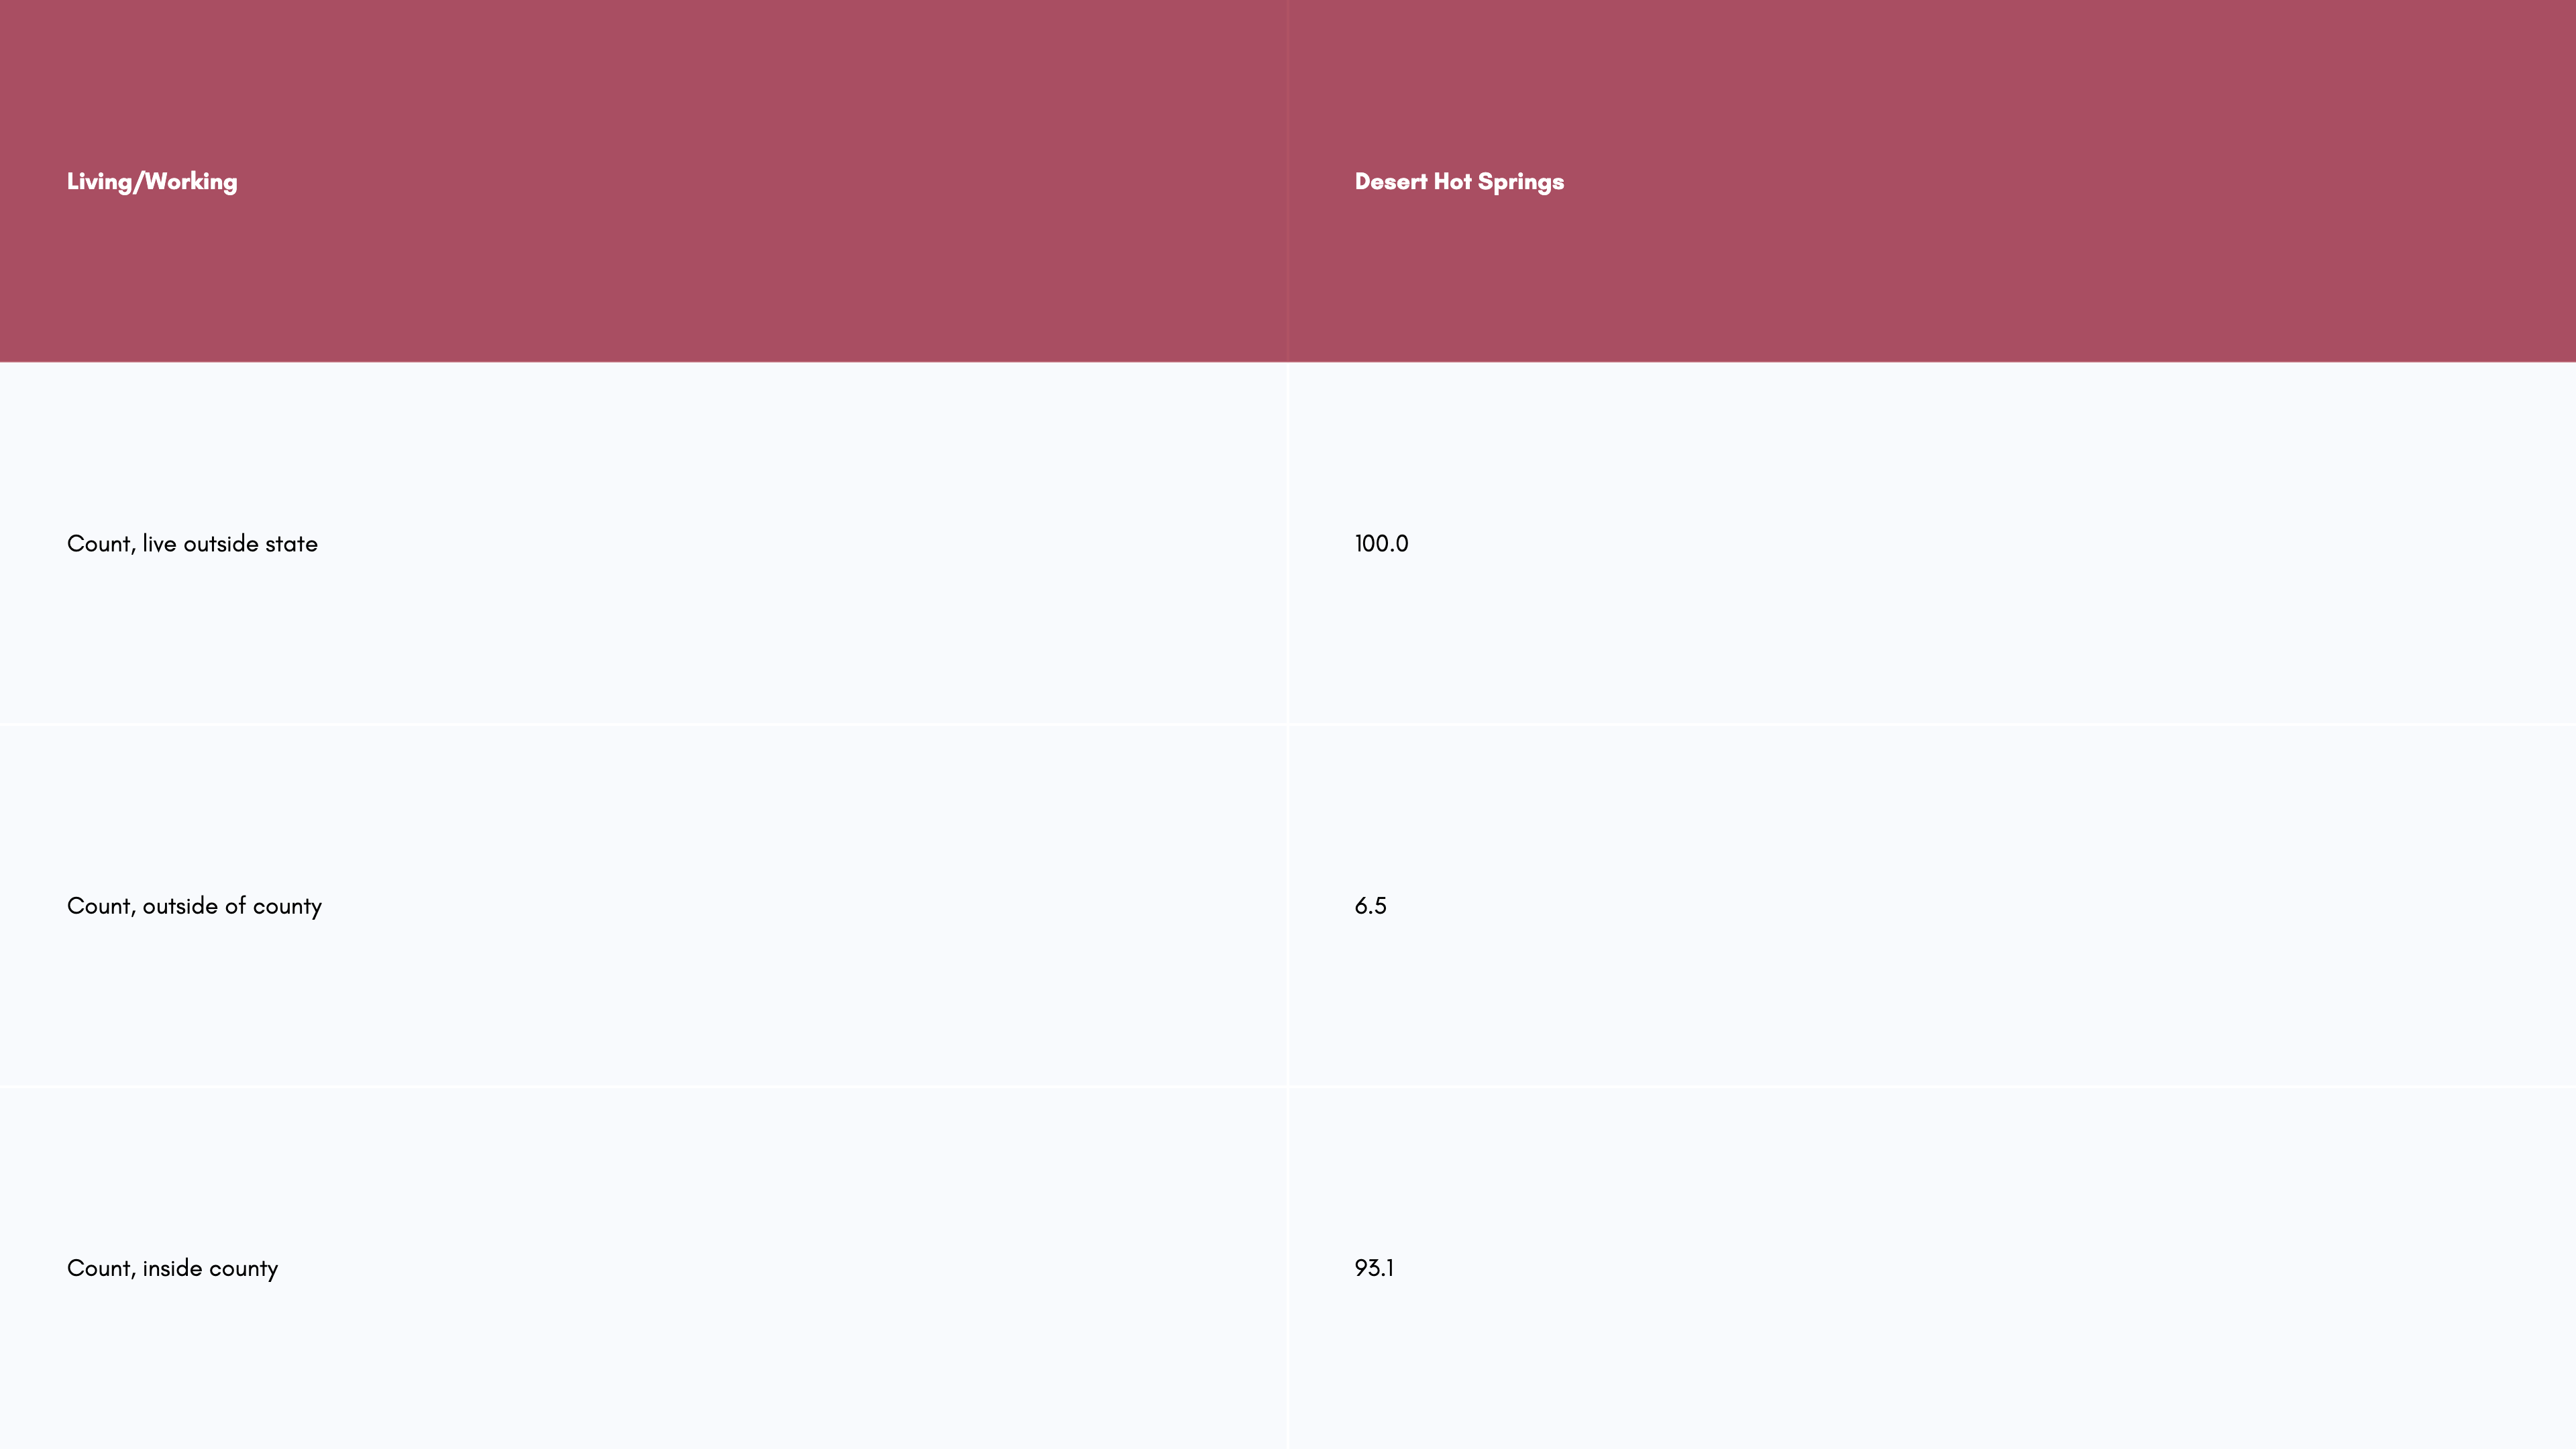 Living/Working
Desert Hot Springs
Count, live outside state
100.0
Count, outside of county
6.5
Count, inside county
93.1